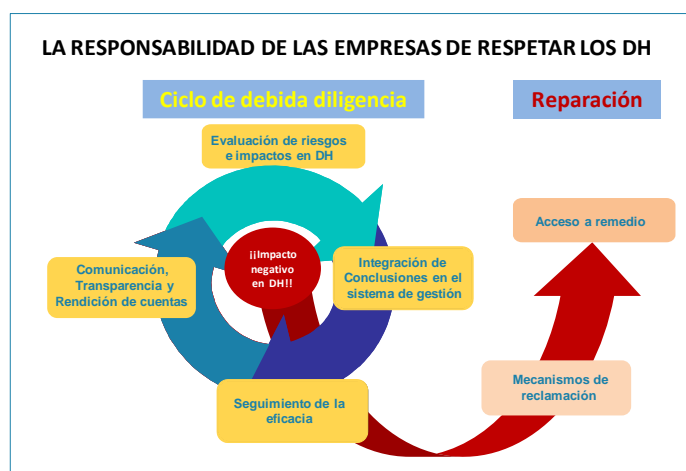 LA RESPONSABILIDAD DE LAS EMPRESAS DE RESPETAR LOS DH
Ciclo de debida diligencia
Reparación
Evaluación de riesgos
e impactos en DH
Acceso a remedio
¡¡Impacto
negativo
en DH!!
Integración de
Conclusiones en el
sistema de gestión
Comunicación,
Transparencia y
Rendición de cuentas
Mecanismos de
reclamación
Seguimiento de la
eficacia